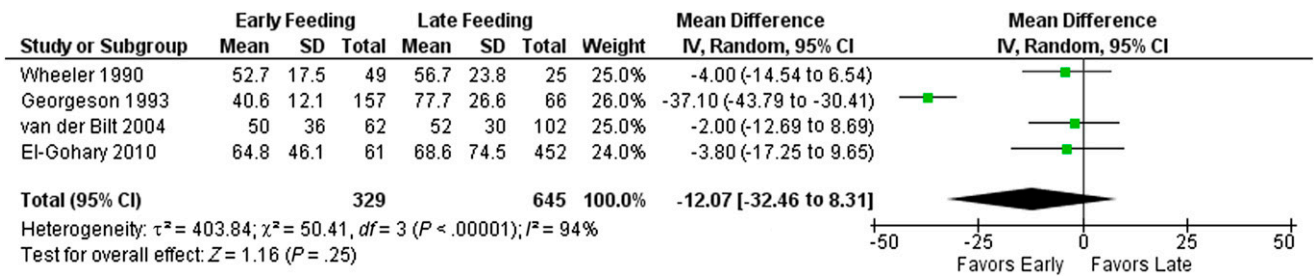 Early Feeding Late Feeding Mean Difference Mean Difference
Study or Subgroup Mean SD Total Mean SD Total Weight IV, Random, 95% CI IV, Random, 95% CI
Wheeler 1990 52.7 17.5 49 56.7 23.8 25 25.0% -4.00 (-14.54 to 6.54)
Georgeson 1993 40.6 12.1 157 77.7 26.6 66 26.0% -37.10 (-43.79 to -30.41)
van der Bilt 2004 50 36 62 52 30 102 25.0% -2.00 (-12.69 to 8.69)
El-Gohary 2010 64.8 46.1 61 68.6 74.5 452 24.0% -3.80 (-17.25 to 9.65)
Total (95% CI) 329 645 100.0% -12.07 [-32.46 to 8.31]
Heterogeneity: τ² = 403.84; χ² = 50.41, df = 3 (P < .00001); I² = 94%
Test for overall effect: Z = 1.16 (P = .25)
-50 -25 0 25 50
Favors Early Favors Late